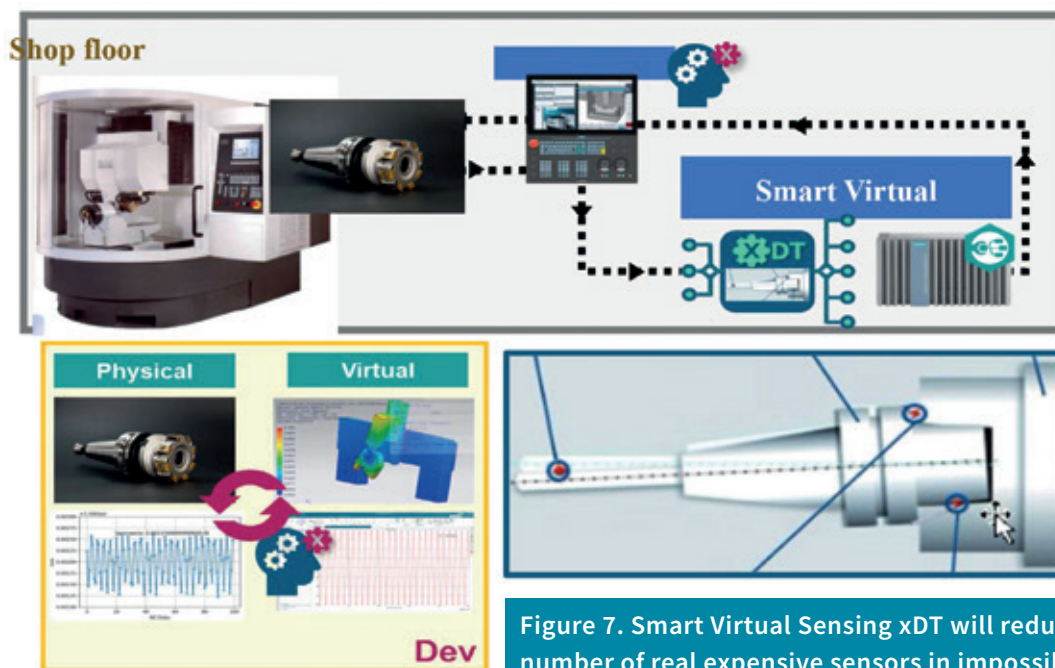 Shop floor
Smart Virtual
DT
Physical
Virtual
Dev
Figure 7. Smart Virtual Sensing xDT will redu
number of real expensive sensors in impossi